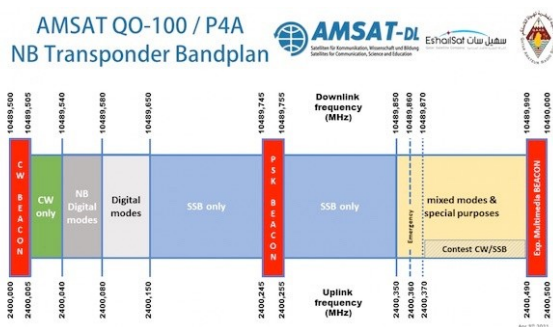 AMSAT QO-100 / P4A
NB Transponder Bandplan
AMSAT-DL
Satelliten für Kommunikation, Wissenschaft und Bildung
Satellites for Communication, Science and Education
Es'hailSat سهيل سات
Downlink
frequency
(MHz)
10489,500
10489,505
10489,540
10489,580
10489,650
10489,745
10489,755
10489,850
10489,860
10489,870
10489,990
10490,000
CW BEACON
CW
only
NB
Digital
modes
Digital
modes
SSB only
PSK BEACON
SSB only
Emergency
mixed modes &
special purposes
Contest CW/SSB
Exp. Multimedia BEACON
Uplink
frequency
(MHz)
2400,000
2400,005
2400,040
2400,080
2400,150
2400,245
2400,255
2400,350
2400,360
2400,370
2400,490
2400,500